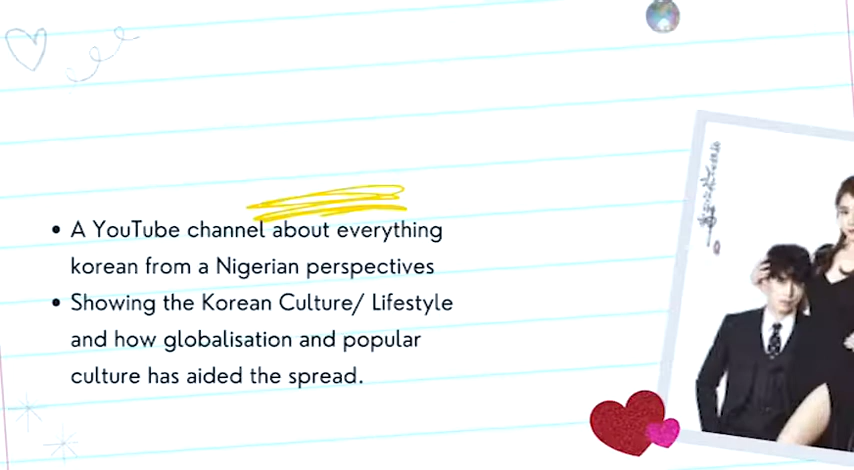 • A YouTube channel about everything
korean from a Nigerian perspectives
• Showing the Korean Culture/ Lifestyle
and how globalisation and popular
culture has aided the spread.